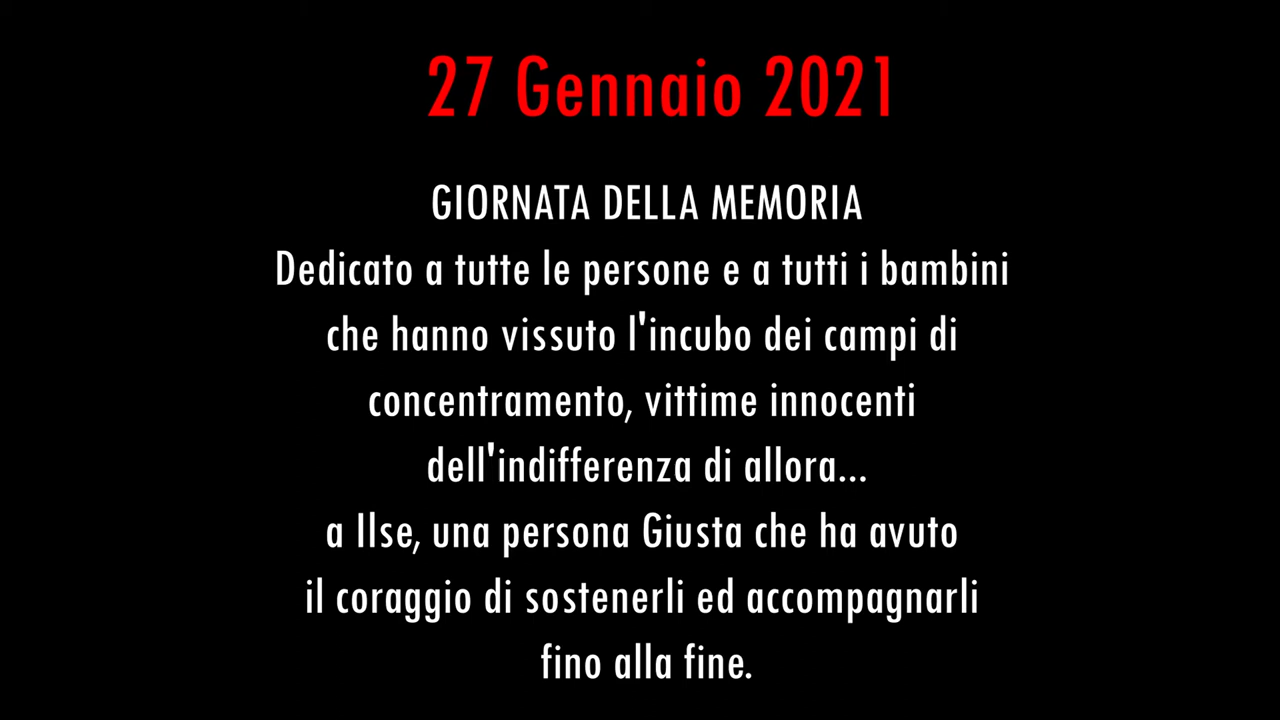 27 Gennaio 2021
GIORNATA DELLA MEMORIA
Dedicato a tutte le persone e a tutti i bambini
che hanno vissuto l'incubo dei campi di
concentramento, vittime innocenti
dell'indifferenza di allora...
a Ilse, una persona Giusta che ha avuto
il coraggio di sostenerli ed accompagnarli
fino alla fine.